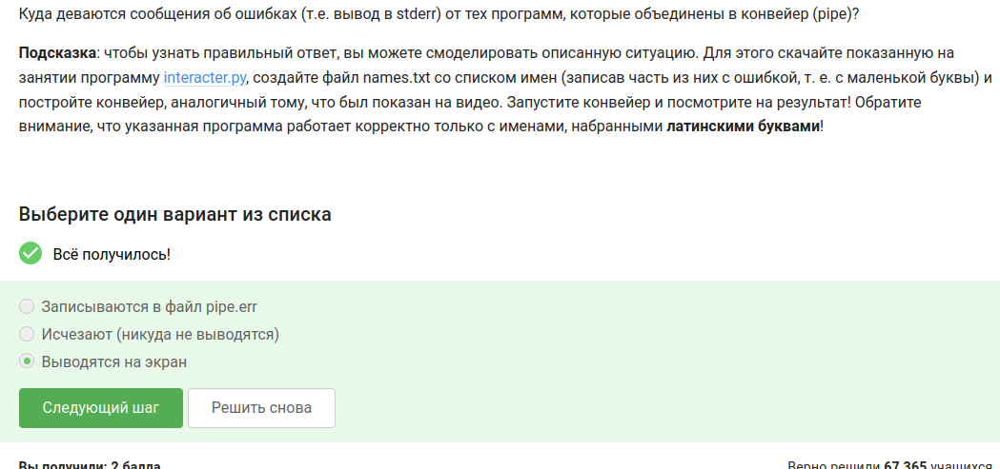 Куда деваются сообщения об ошибках (т.е. вывод в stderr) от тех программ, которые объединены в конвейер (pipe)?
Подсказка: чтобы узнать правильный ответ, вы можете смоделировать описанную ситуацию. Для этого скачайте показанную на
занятии программу interacter.py, создайте файл names.txt со списком имен (записав часть из них с ошибкой, т. е. с маленькой буквы) и
постройте конвейер, аналогичный тому, что был показан на видео. Запустите конвейер и посмотрите на результат! Обратите
внимание, что указанная программа работает корректно только с именами, набранными латинскими буквами!
Выберите один вариант из списка
Всё получилось!
Записываются в файл pipe.err
Исчезают (никуда не выводятся)
Выводятся на экран
Следующий шаг Решить снова
Вы получили: 2 балла Верно решили 67 365 учащихся